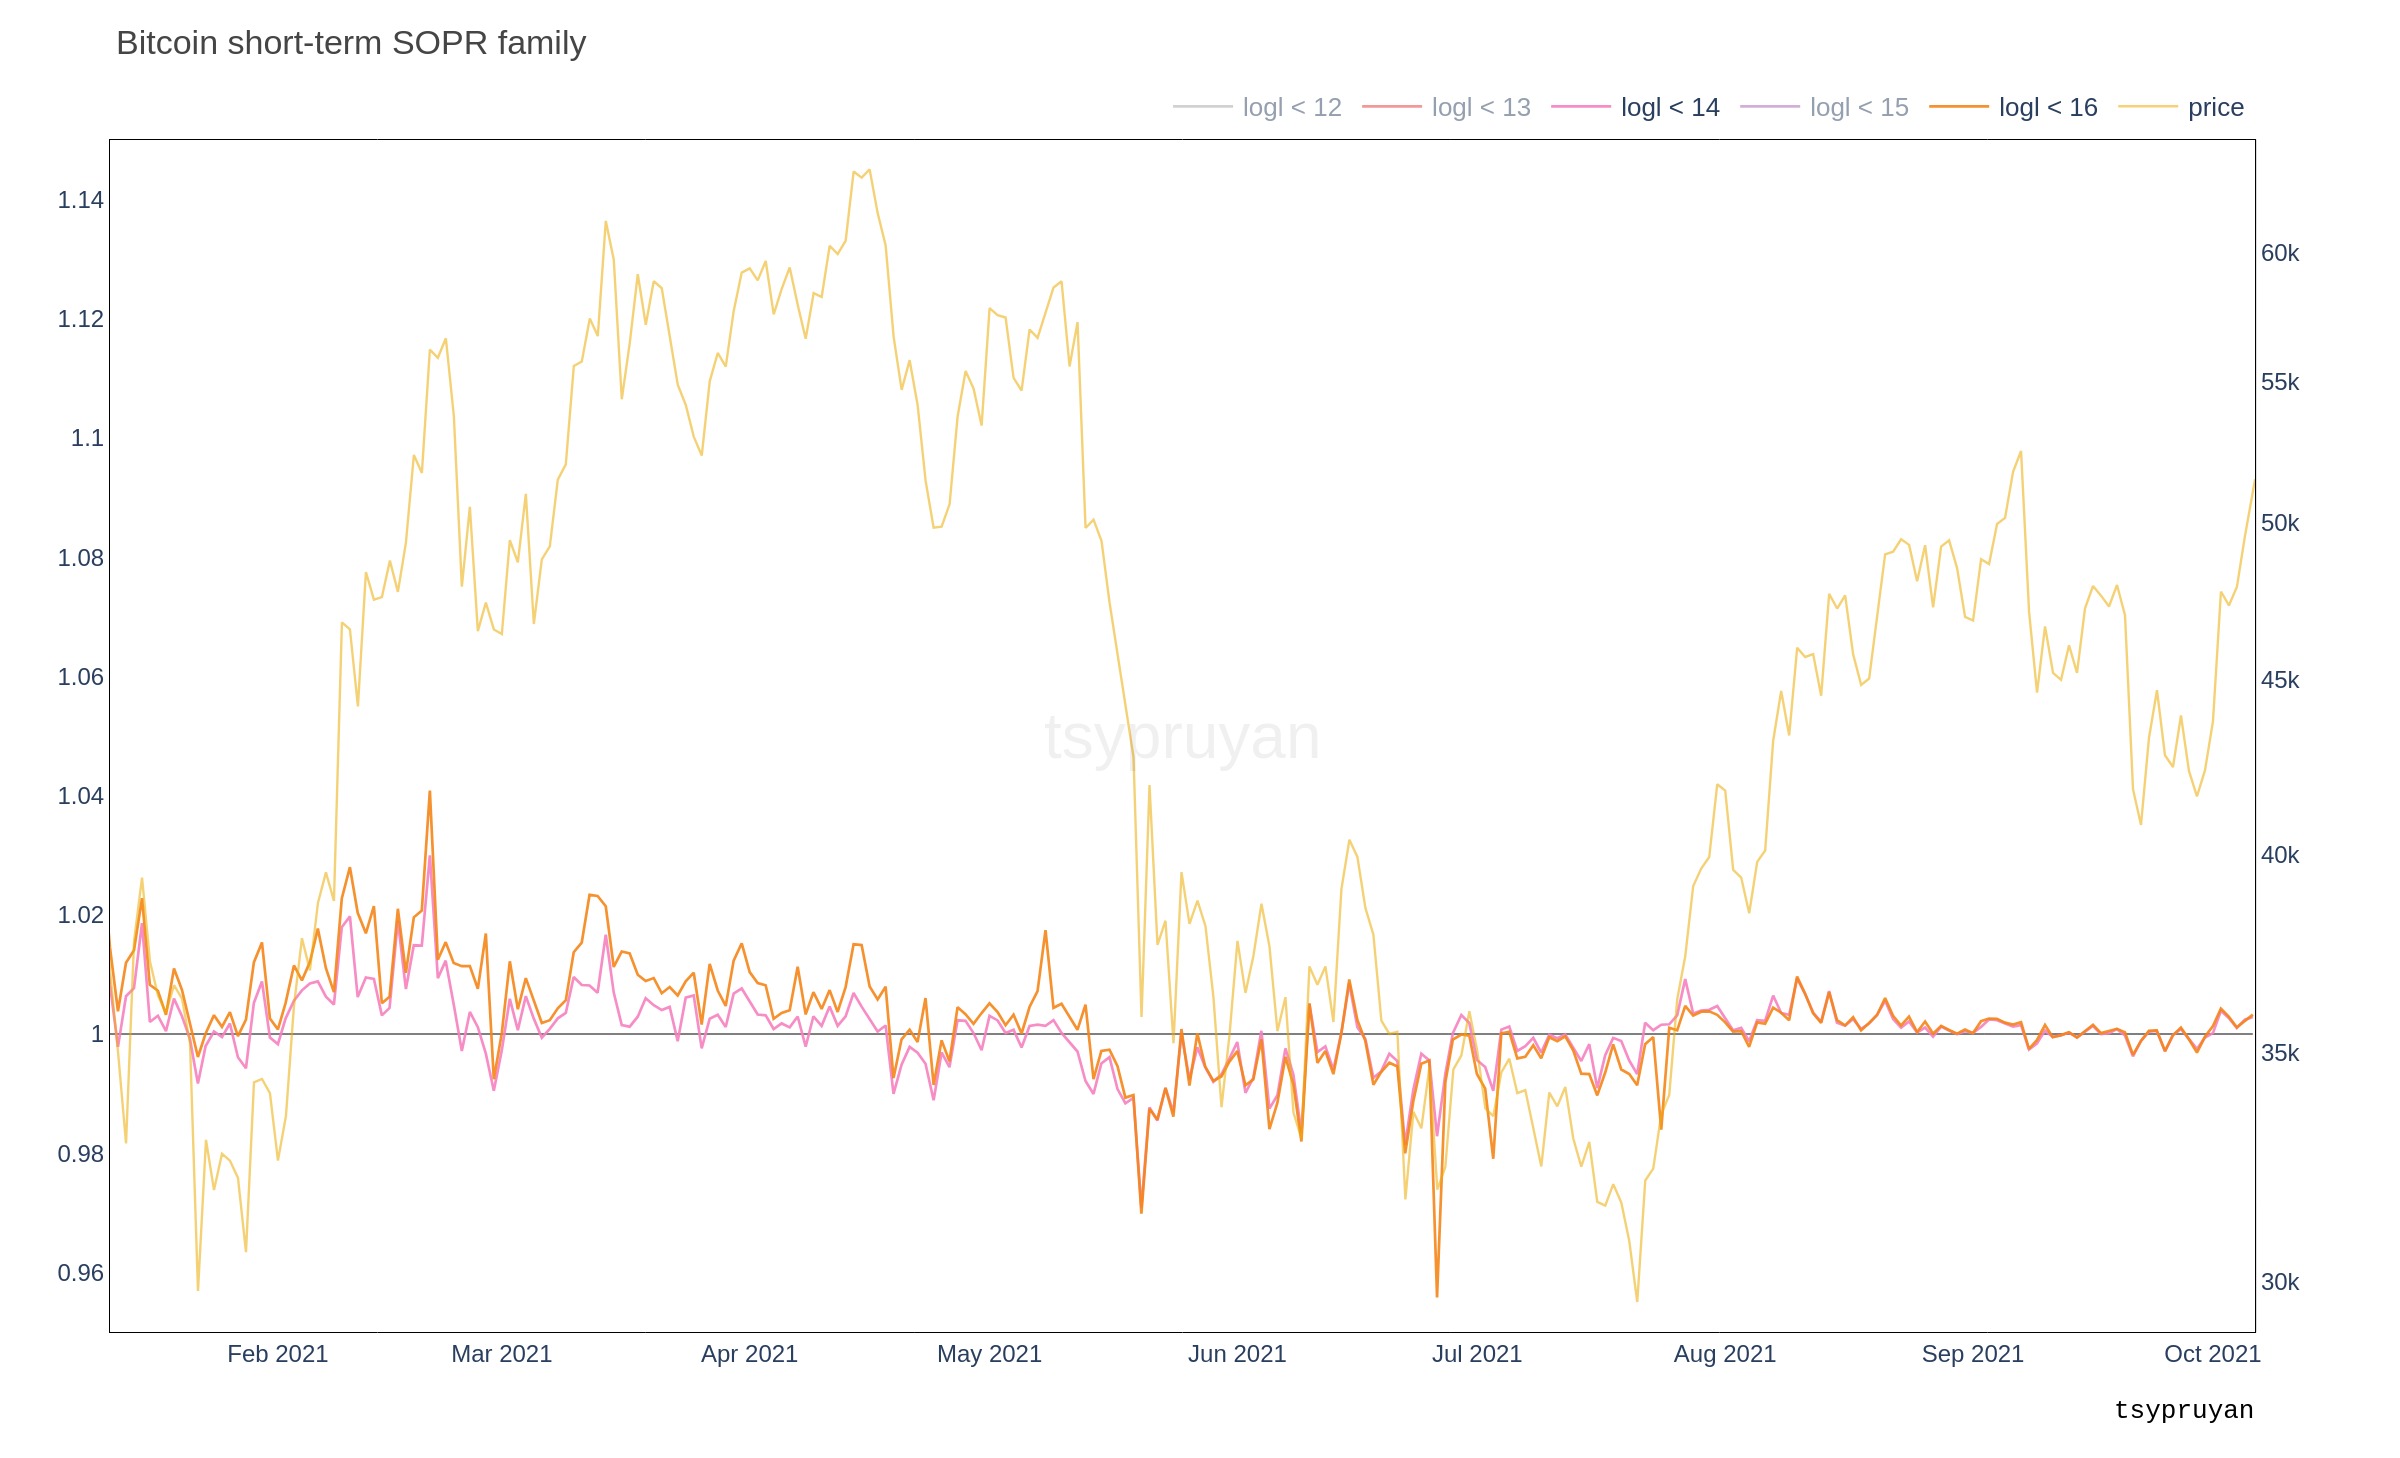 Bitcoin short-term SOPR family
logl < 12 logl < 13 logl < 14 logl < 15 logl < 16 price
1.14
60k
1.12
55k
1.1
50k
1.08
1.06
45k
tsypruyan
1.04
40k
1.02
1
35k
0.98
0.96
30k
Feb 2021 Mar 2021 Apr 2021 May 2021 Jun 2021 Jul 2021 Aug 2021 Sep 2021 Oct 2021
tsypruyan